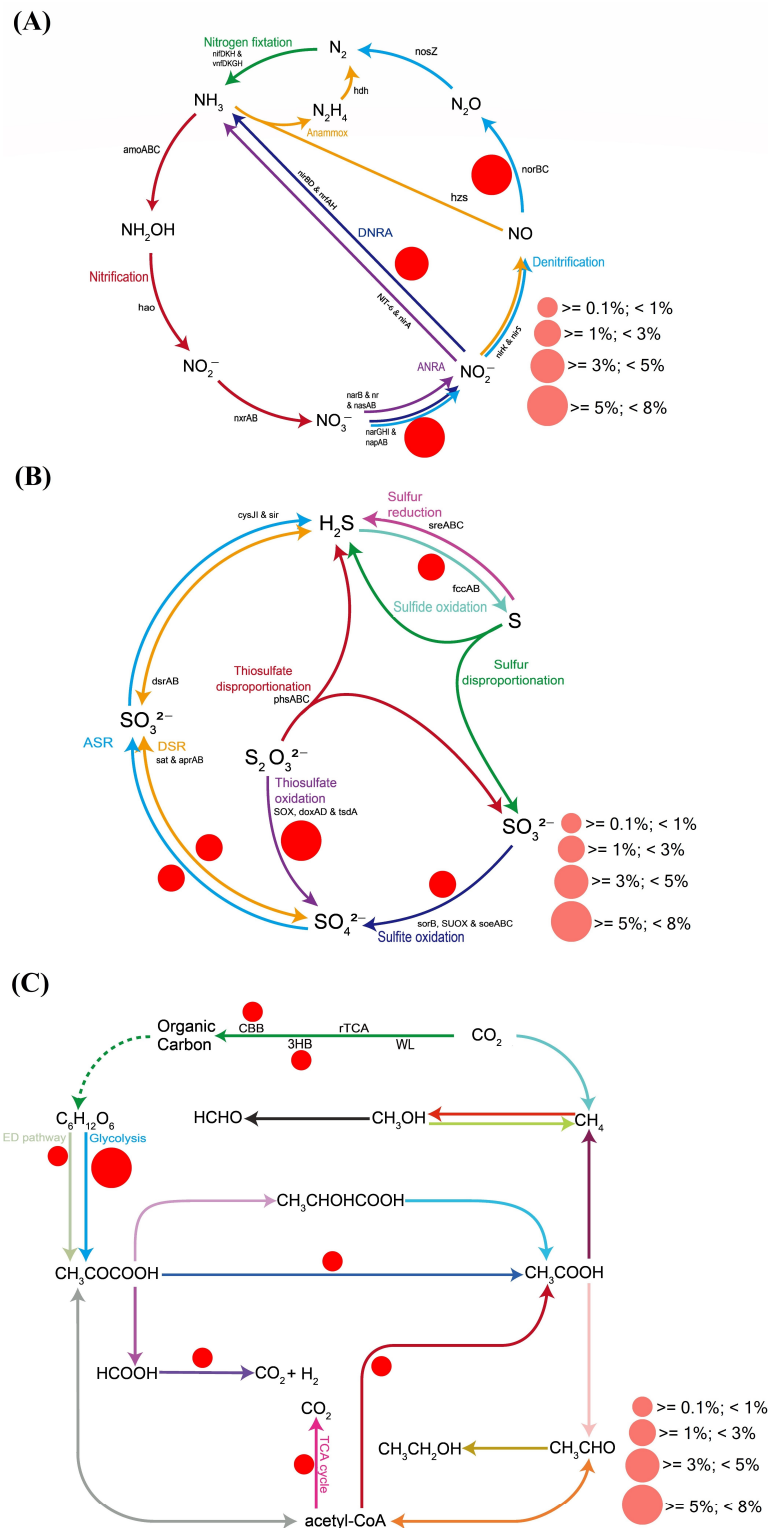 (A)
Nitrogen fixtation
nifDKH &
vnfDKGH
N₂
nosZ
hdh
NH₃
N₂H₄
N₂O
Anammox
amoABC
norBC
nirBD & nrfAH
hzs
NH₂OH
NO
DNRA
Nitrification
Denitrification
hao
NIT-6 & nirA
nirK & nirS
>= 0.1%; < 1%
>= 1%; < 3%
NO₂⁻
ANRA
NO₂⁻
>= 3%; < 5%
narB & nr
& nasAB
>= 5%; < 8%
nxrAB
NO₃⁻
narGHI &
napAB
(B)
cysJI & sir
H₂S
Sulfur
reduction
sreABC
fccAB
Sulfide oxidation
S
dsrAB
Thiosulfate
disproportionation
phsABC
Sulfur
disproportionation
SO₃²⁻
ASR
DSR
sat & aprAB
S₂O₃²⁻
Thiosulfate
oxidation
SOX, doxAD & tsdA
SO₃²⁻
>= 0.1%; < 1%
>= 1%; < 3%
>= 3%; < 5%
>= 5%; < 8%
SO₄²⁻
sorB, SUOX & soeABC
Sulfite oxidation
(C)
Organic
Carbon
CBB
rTCA
3HB
WL
CO₂
C₆H₁₂O₆
HCHO
CH₃OH
CH₄
ED pathway
Glycolysis
CH₃CHOHCOOH
CH₃COCOOH
CH₃COOH
HCOOH
CO₂ + H₂
CO₂
TCA cycle
CH₃CH₂OH
CH₃CHO
>= 0.1%; < 1%
>= 1%; < 3%
>= 3%; < 5%
>= 5%; < 8%
acetyl-CoA